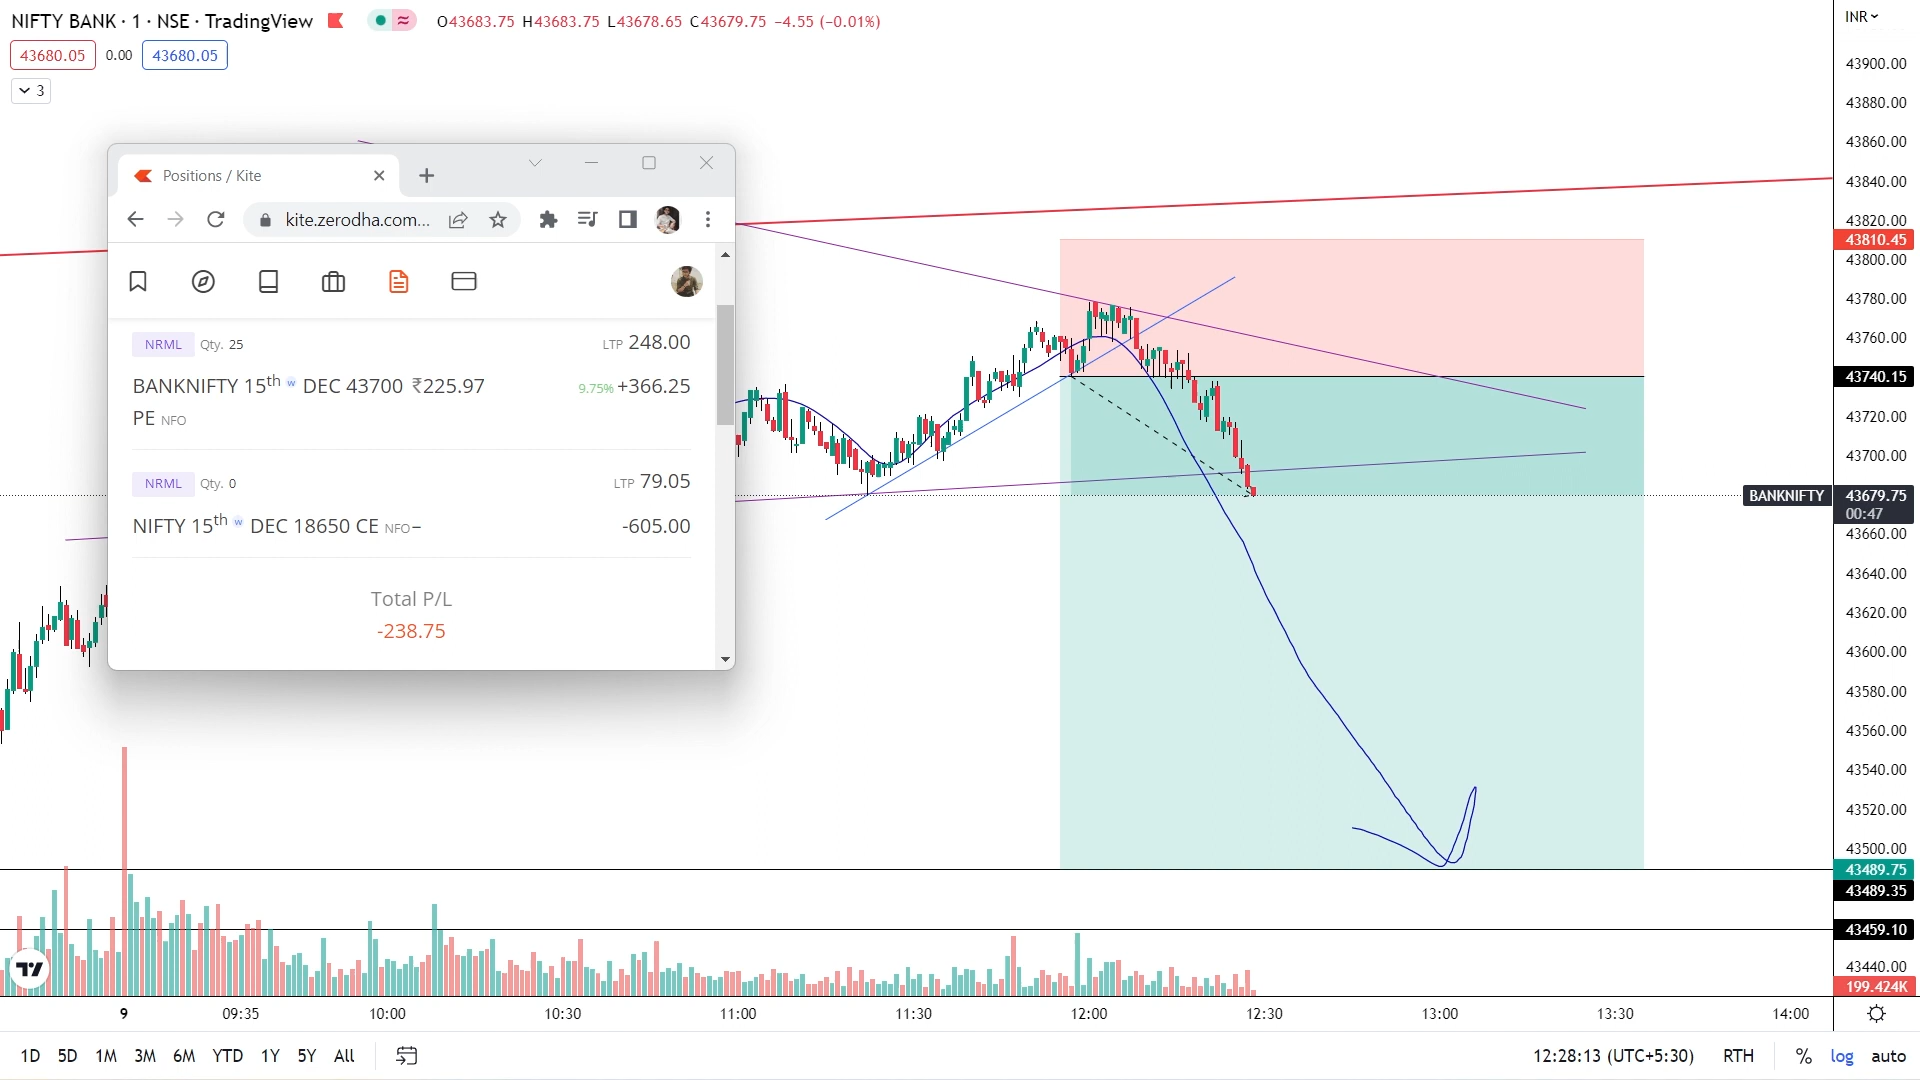 NIFTY BANK · 1 · NSE · TradingView
O43683.75 H43683.75 L43678.65 C43679.75 −4.55 (−0.01%)
INR
43680.05 0.00 43680.05
3
Positions / Kite
kite.zerodha.com...
NRML Qty. 25 LTP 248.00
BANKNIFTY 15th w DEC 43700 ₹225.97 9.75% +366.25
PE NFO
NRML Qty. 0 LTP 79.05
NIFTY 15th w DEC 18650 CE NFO – -605.00
Total P/L
-238.75
43900.00
43880.00
43860.00
43840.00
43820.00
43810.45
43800.00
43780.00
43760.00
43740.15
43720.00
43700.00
BANKNIFTY 43679.75
00:47
43660.00
43640.00
43620.00
43600.00
43580.00
43560.00
43540.00
43520.00
43500.00
43489.75
43489.35
43459.10
43440.00
199.424K
9 09:35 10:00 10:30 11:00 11:30 12:00 12:30 13:00 13:30 14:00
1D 5D 1M 3M 6M YTD 1Y 5Y All
12:28:13 (UTC+5:30) RTH % log auto